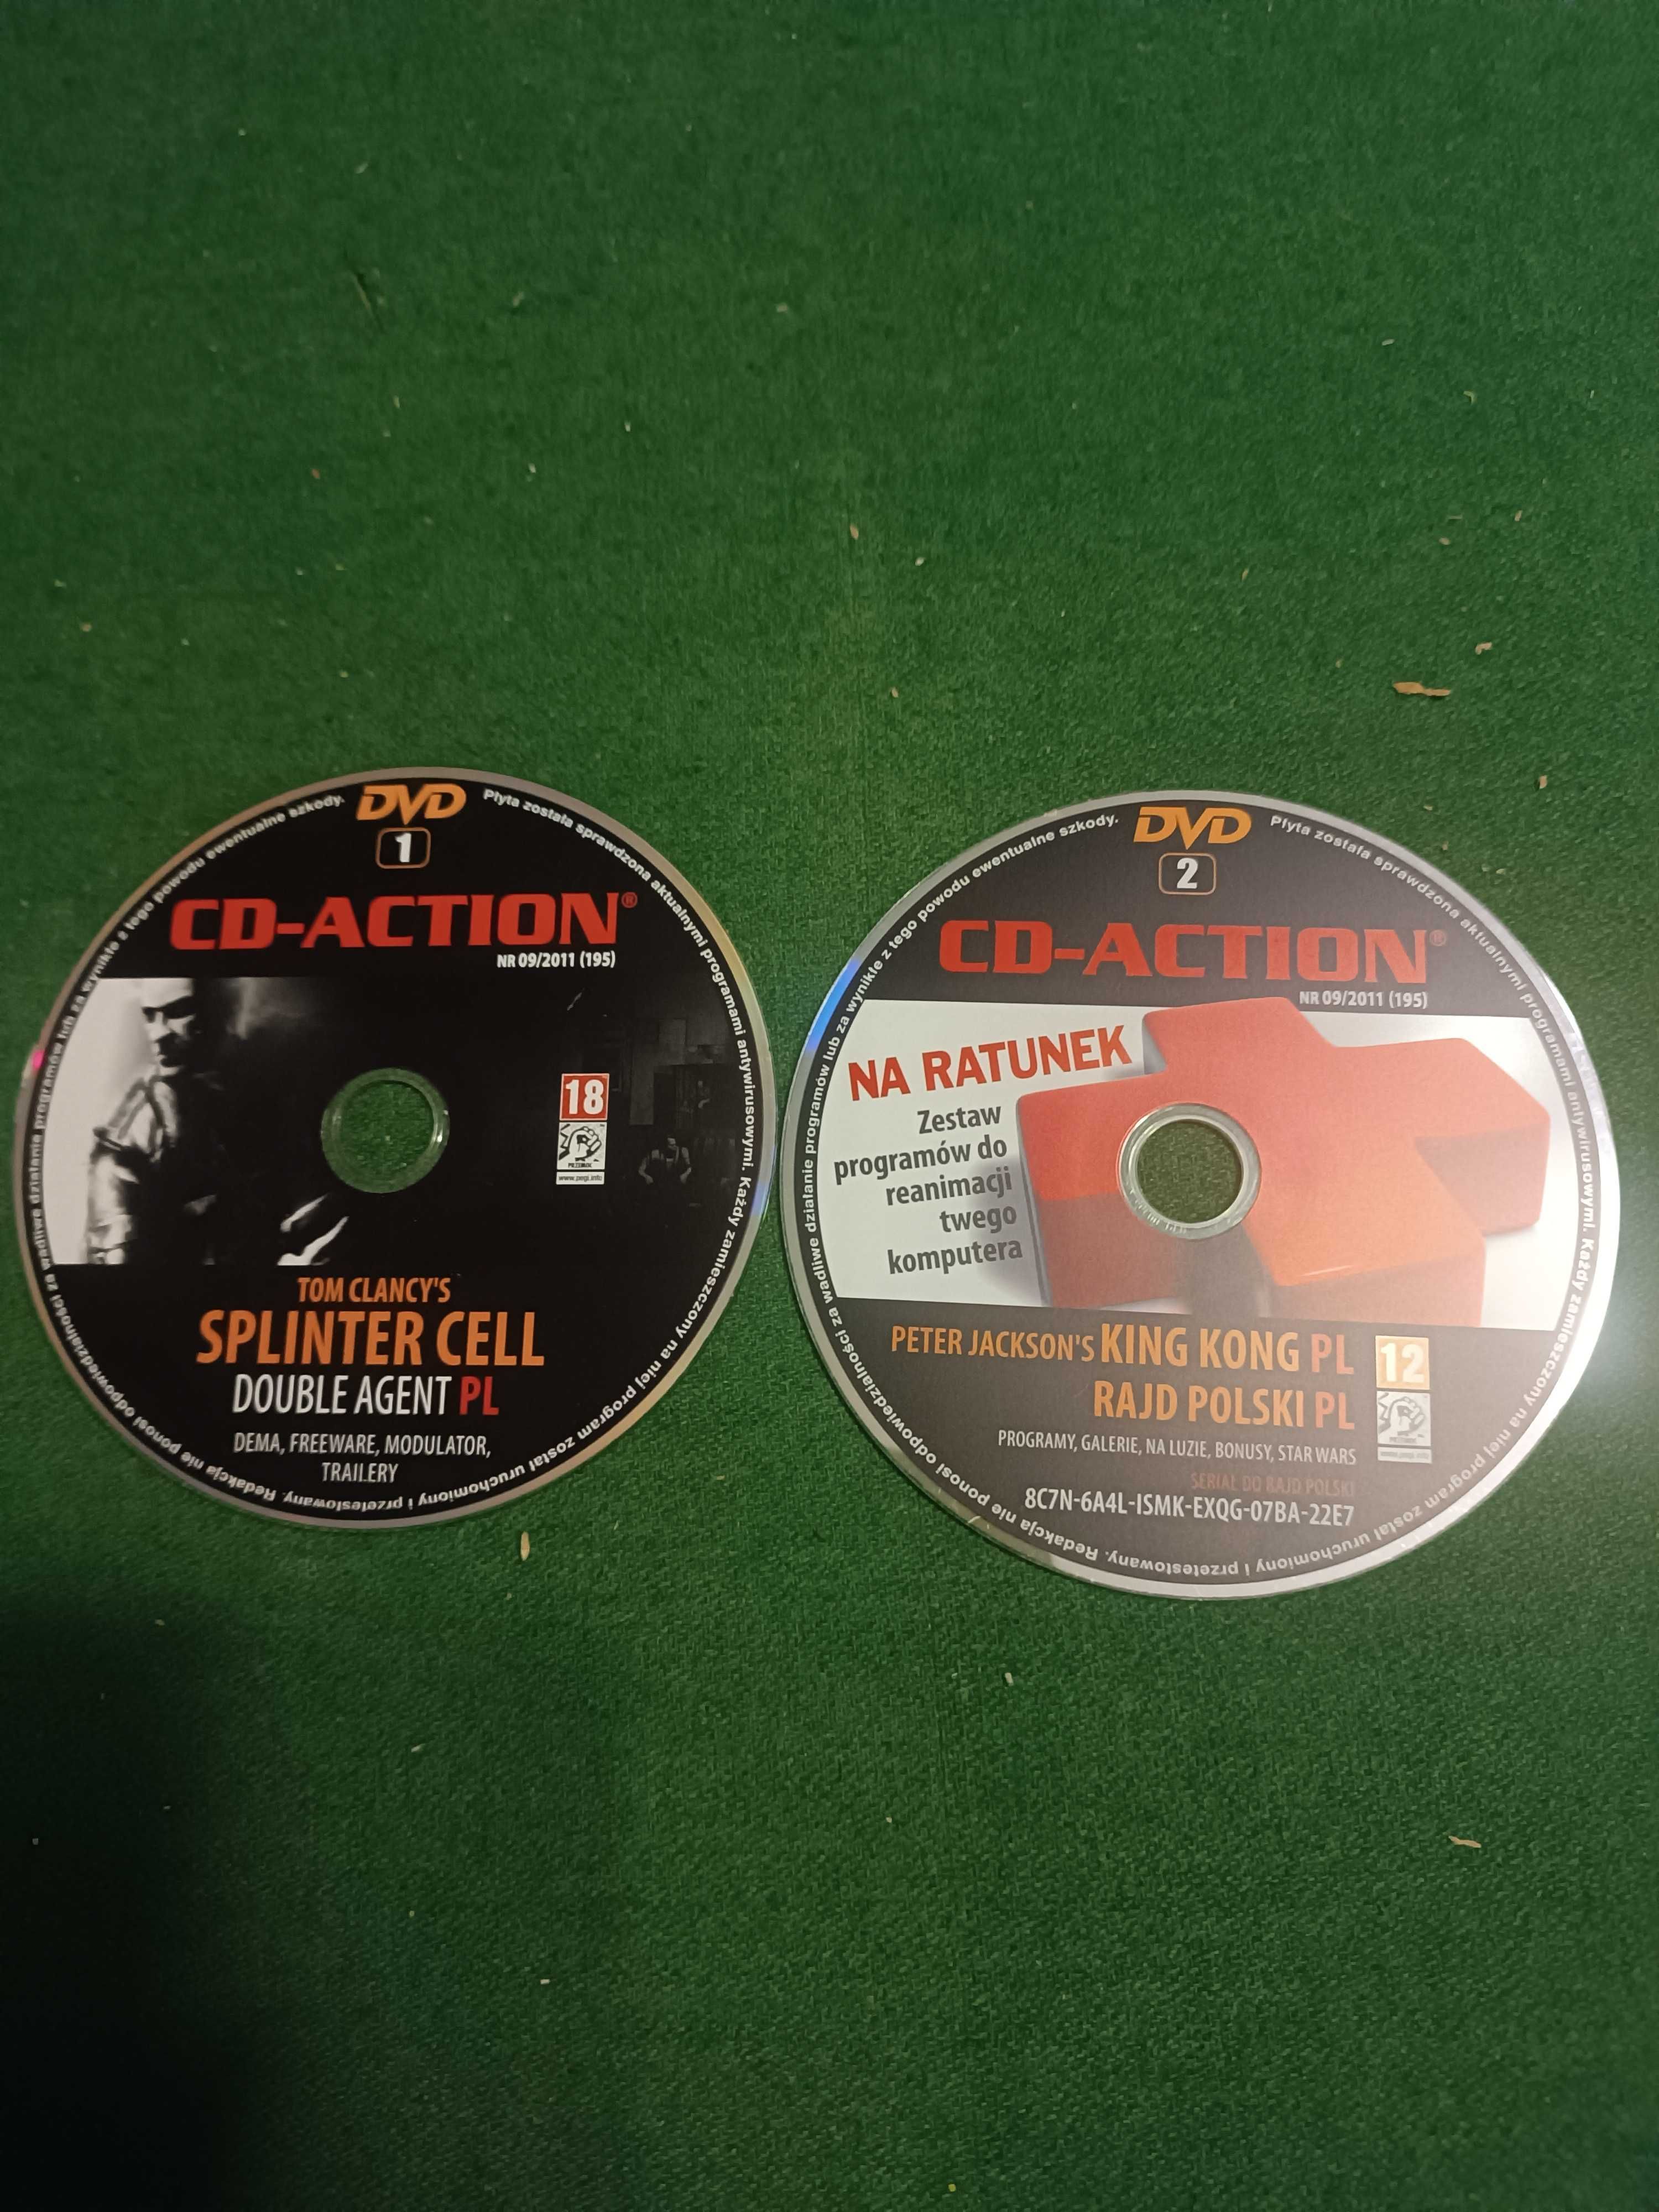 DVD
1
CD-ACTION®
NR 09/2011 (195)
18
PRZEMOC
www.pegi.info
TOM CLANCY'S
SPLINTER CELL
DOUBLE AGENT PL
DEMA, FREEWARE, MODULATOR,
TRAILERY
Płyta została sprawdzona aktualnymi programami antywirusowymi. Każdy zamieszczony na niej program został uruchomiony i przetestowany. Redakcja nie ponosi odpowiedzialności za wadliwe działanie programów lub za wynikłe z tego powodu ewentualne szkody.
DVD
2
CD-ACTION®
NR 09/2011 (195)
NA RATUNEK
Zestaw
programów do
reanimacji
twego
komputera
PETER JACKSON'S KING KONG PL
RAJD POLSKI PL
12
PRZEMOC
www.pegi.info
PROGRAMY, GALERIE, NA LUZIE, BONUSY, STAR WARS
SERIAL DO RAJD POLSKI
8C7N-6A4L-ISMK-EXQG-07BA-22E7
Płyta została sprawdzona aktualnymi programami antywirusowymi. Każdy zamieszczony na niej program został uruchomiony i przetestowany. Redakcja nie ponosi odpowiedzialności za wadliwe działanie programów lub za wynikłe z tego powodu ewentualne szkody.